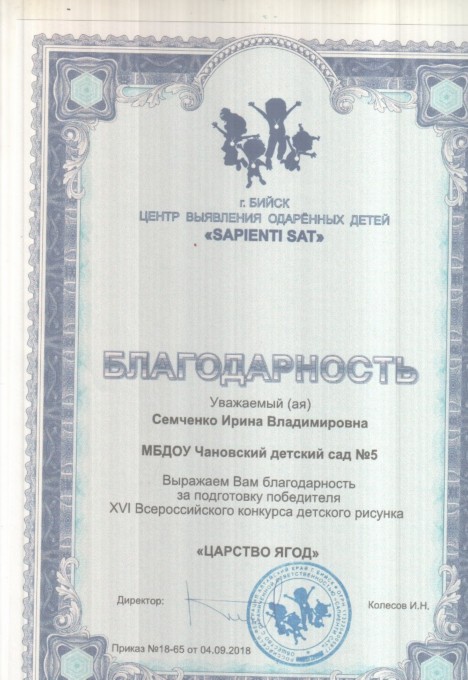 г. БИЙСК
ЦЕНТР ВЫЯВЛЕНИЯ ОДАРЁННЫХ ДЕТЕЙ
«SAPIENTI SAT»
БЛАГОДАРНОСТЬ
Уважаемый (ая)
Семченко Ирина Владимировна
МБДОУ Чановский детский сад №5
Выражаем Вам благодарность
за подготовку победителя
XVI Всероссийского конкурса детского рисунка
«ЦАРСТВО ЯГОД»
Директор:
Колесов И.Н.
Приказ №18-65 от 04.09.2018